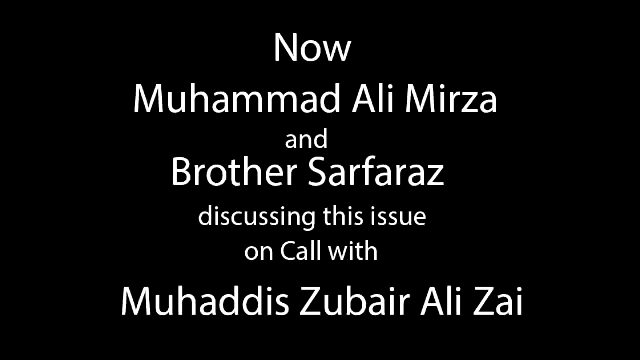 Now
Muhammad Ali Mirza
and
Brother Sarfaraz
discussing this issue
on Call with
Muhaddis Zubair Ali Zai